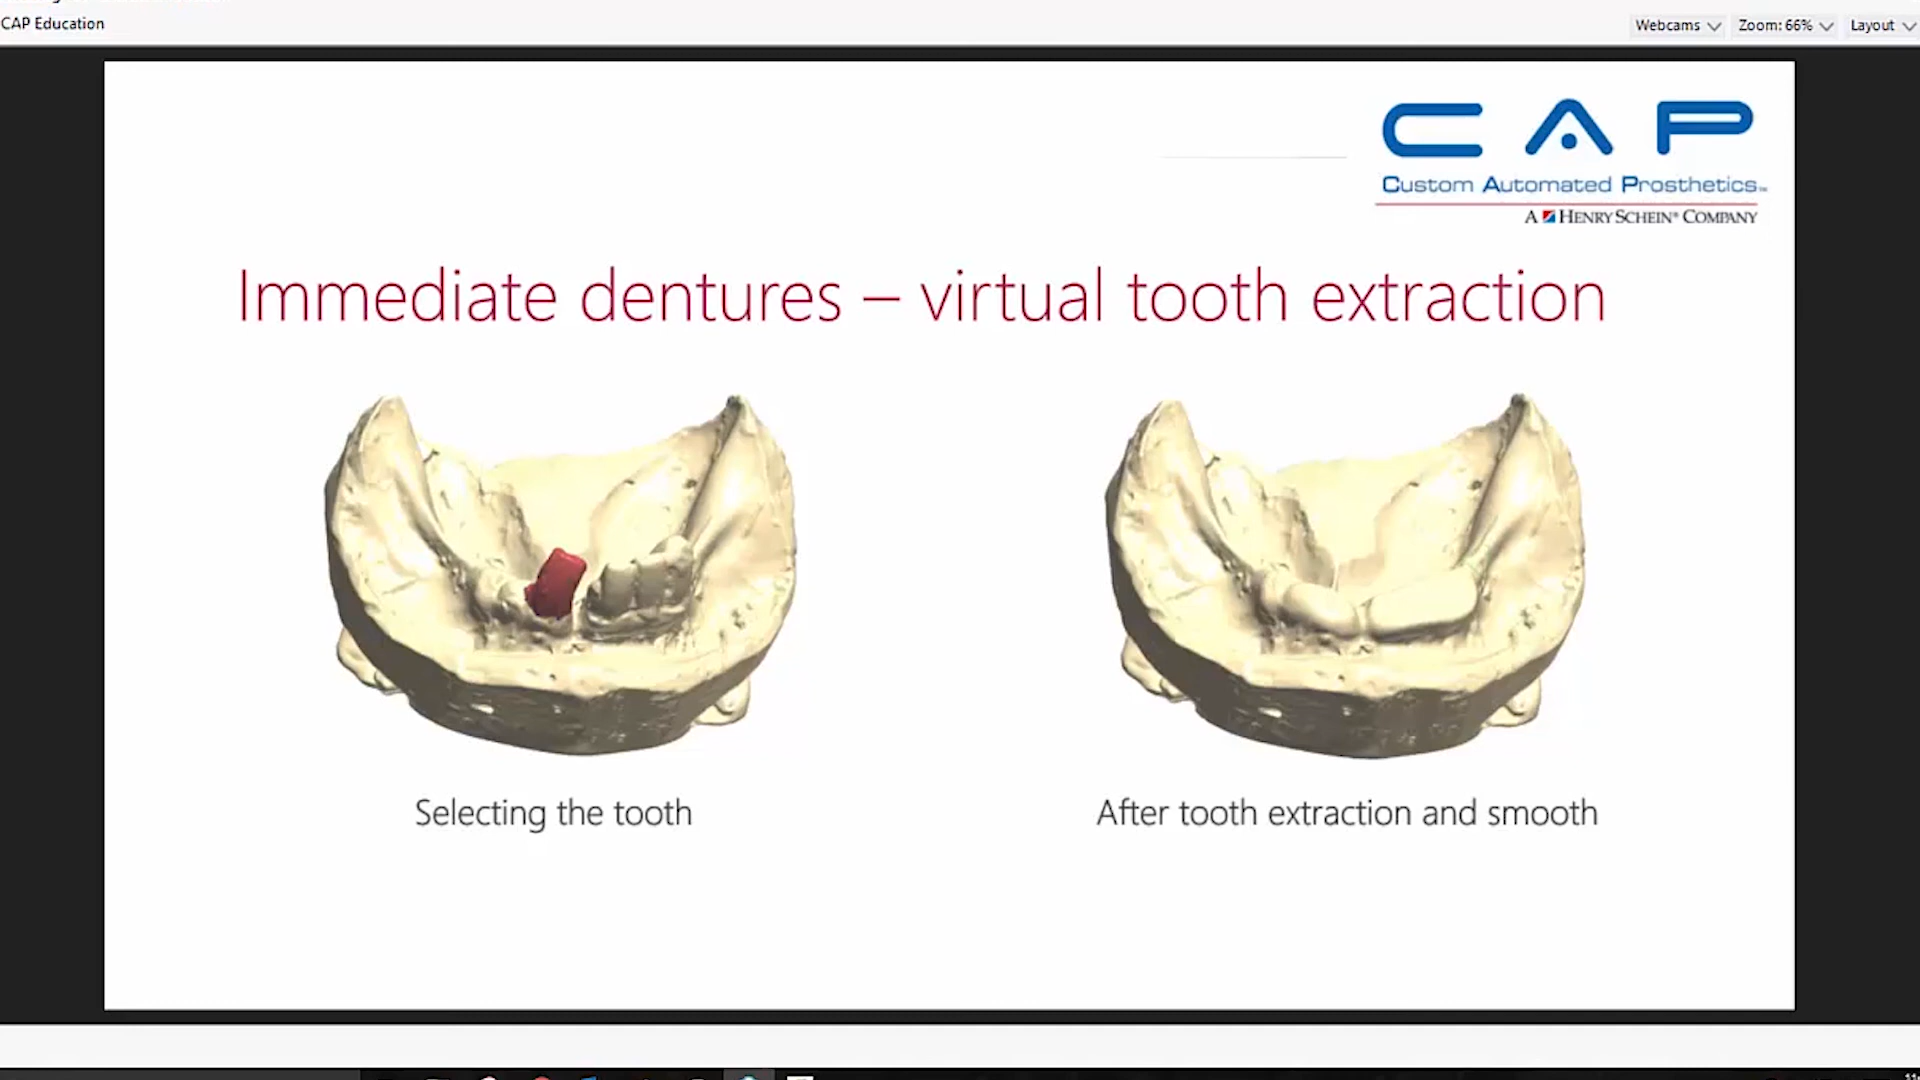 CAP Education
Webcams
Zoom: 66%
Layout
CAP
Custom Automated Prosthetics™
A HENRY SCHEIN® COMPANY
Immediate dentures – virtual tooth extraction
Selecting the tooth
After tooth extraction and smooth